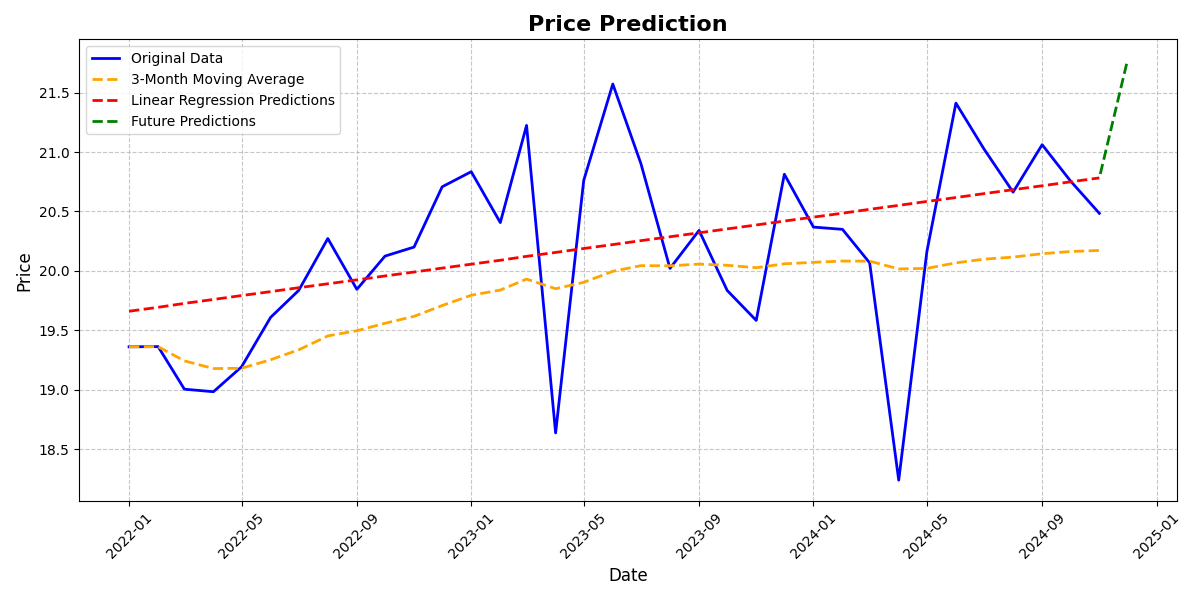 Price Prediction
Original Data
3-Month Moving Average
Linear Regression Predictions
Future Predictions
Price
21.5
21.0
20.5
20.0
19.5
19.0
18.5
2022-01
2022-05
2022-09
2023-01
2023-05
2023-09
2024-01
2024-05
2024-09
2025-01
Date